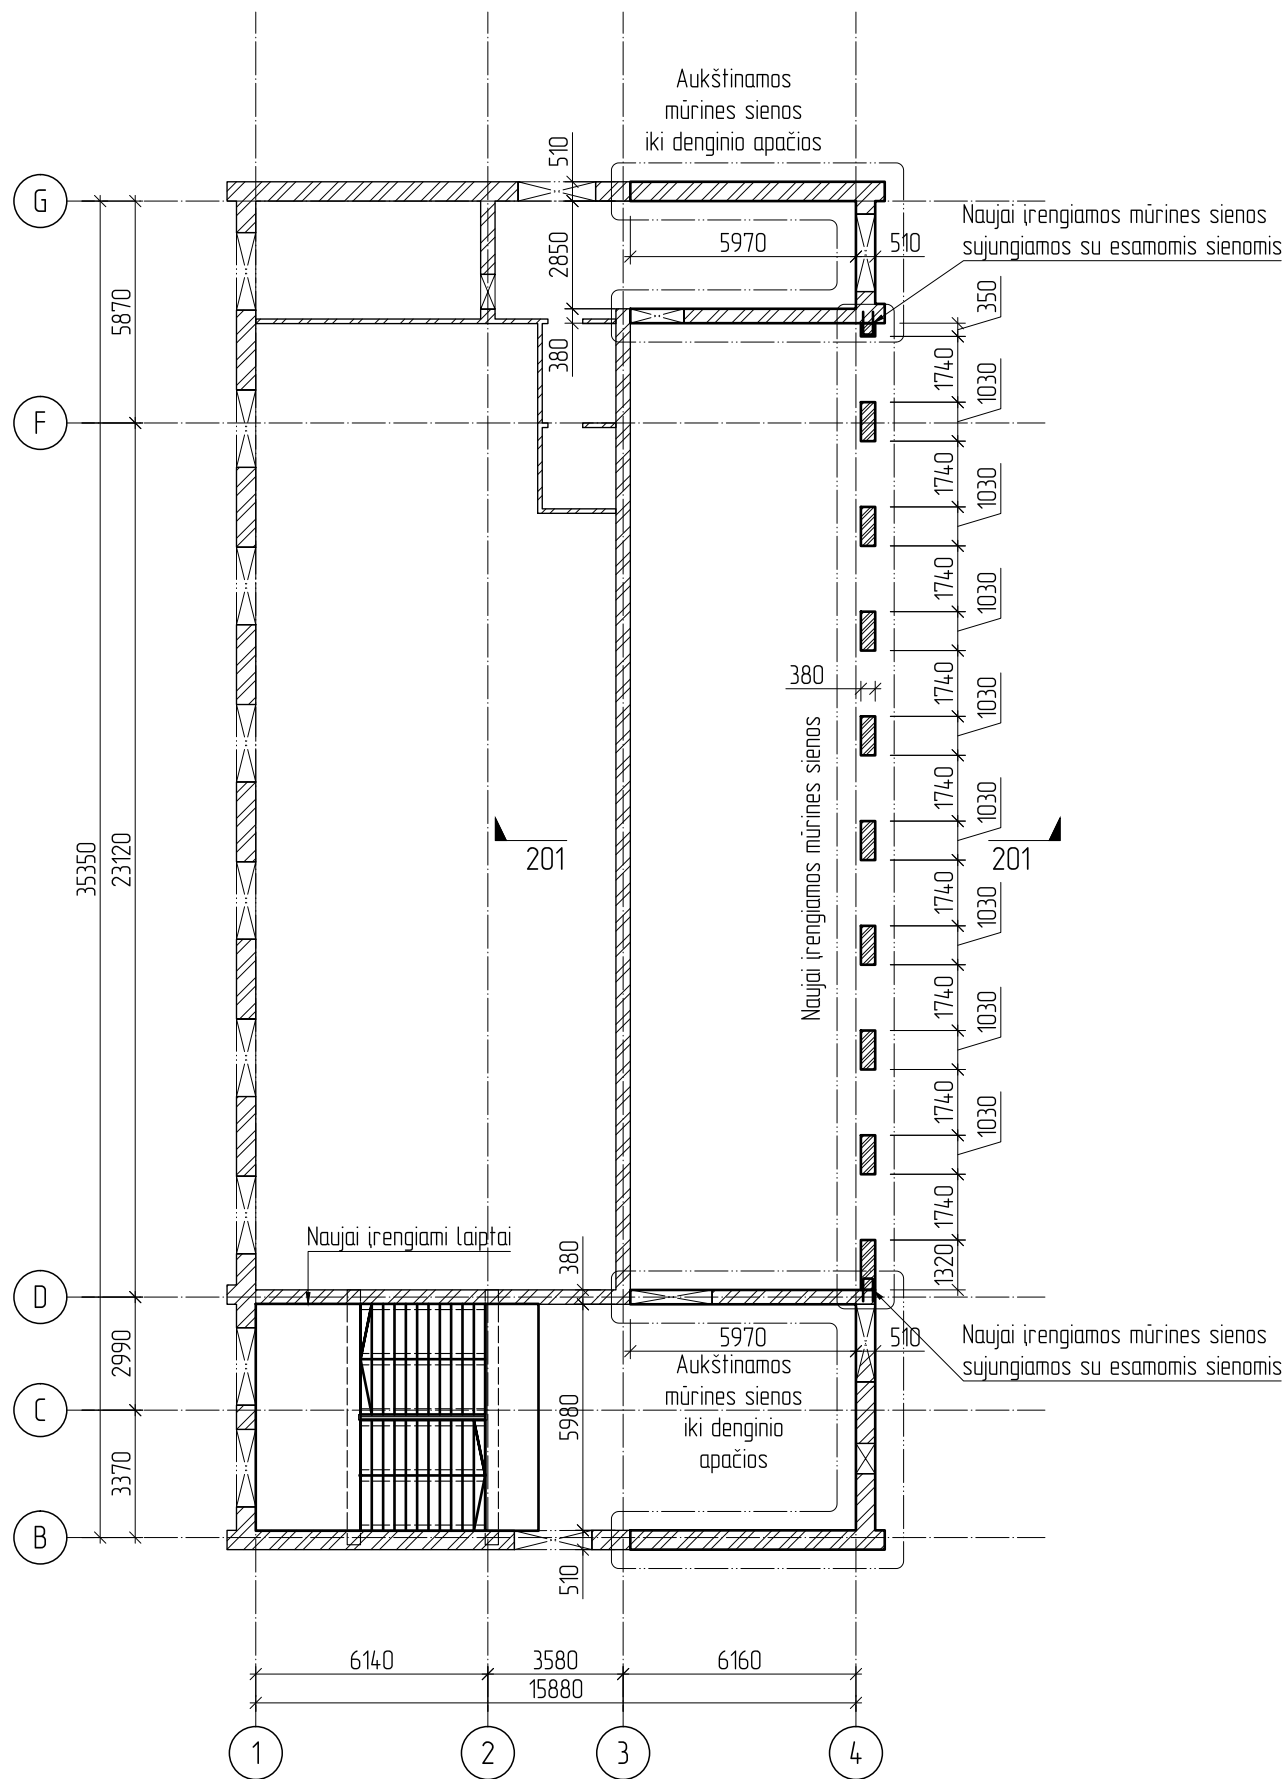 Aukštinamos
mūrines sienos
iki denginio apačios
510
G
Naujai įrengiamos mūrines sienos
sujungiamos su esamomis sienomis
5970
510
2850
350
5870
380
1740
1030
F
1740
1030
1740
1030
380
1740
1030
Naujai įrengiamos mūrines sienos
35350
23120
201
201
1740
1030
1740
1030
1740
1030
1740
1030
1740
Naujai įrengiami laiptai
380
1320
D
5970
510
Naujai įrengiamos mūrines sienos
sujungiamos su esamomis sienomis
Aukštinamos
mūrines sienos
iki denginio
apačios
2990
C
5980
3370
B
510
6140
3580
6160
15880
1
2
3
4